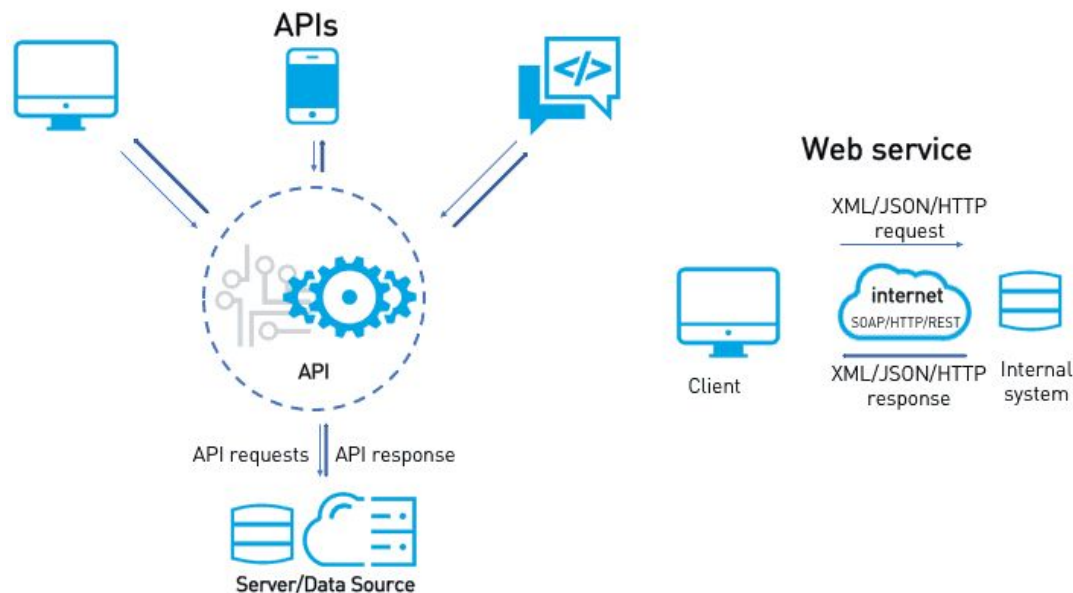 APIs
</>
API
API requests
API response
Server/Data Source
Web service
XML/JSON/HTTP
request
internet
SOAP/HTTP/REST
Client
XML/JSON/HTTP
response
Internal
system